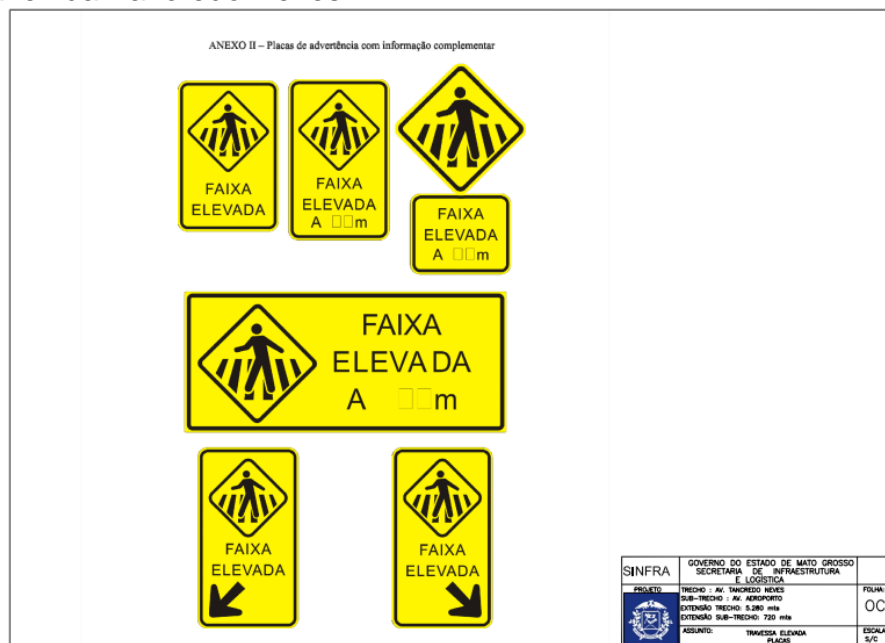 ANEXO II – Placas de advertência com informação complementar
FAIXA
ELEVADA
FAIXA
ELEVADA
A □□m
FAIXA
ELEVADA
A □□m
FAIXA
ELEVADA
A □□m
FAIXA
ELEVADA
FAIXA
ELEVADA
SINFRA
GOVERNO DO ESTADO DE MATO GROSSO
SECRETARIA DE INFRAESTRUTURA
E LOGÍSTICA
PROJETO
TRECHO : AV. TANCREDO NEVES
SUB-TRECHO : AV. AEROPORTO
EXTENSÃO TRECHO: 5.280 mts
EXTENSÃO SUB-TRECHO: 720 mts
FOLHA:
ASSUNTO:
TRAVESSA ELEVADA
PLACAS
ESCALA
S/C